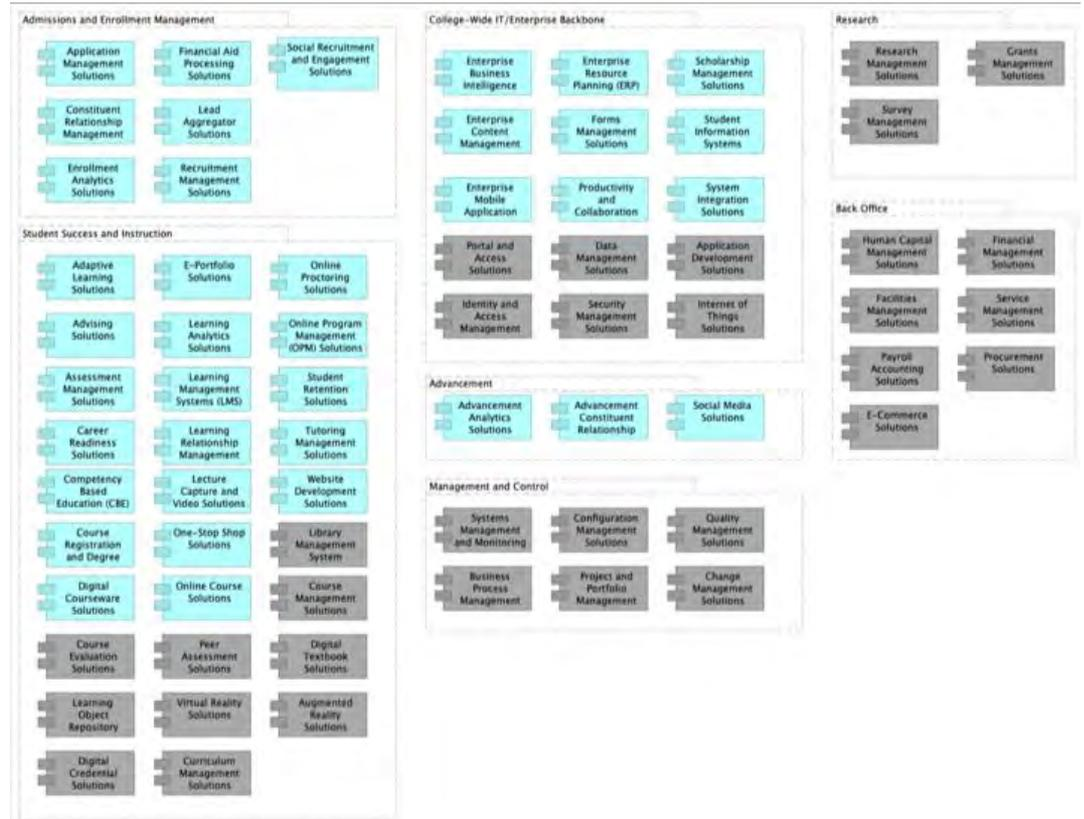 Admissions and Enrollment Management
Application
Management
Solutions
Financial Aid
Processing
Solutions
Social Recruitment
and Engagement
Solutions
Constituent
Relationship
Management
Lead
Aggregator
Solutions
Enrollment
Analytics
Solutions
Recruitment
Management
Solutions
Student Success and Instruction
Adaptive
Learning
Solutions
E-Portfolio
Solutions
Online
Proctoring
Solutions
Advising
Solutions
Learning
Analytics
Solutions
Online Program
Management
(OPM) Solutions
Assessment
Management
Solutions
Learning
Management
Systems (LMS)
Student
Retention
Solutions
Career
Readiness
Solutions
Learning
Relationship
Management
Tutoring
Management
Solutions
Competency
Based
Education (CBE)
Lecture
Capture and
Video Solutions
Website
Development
Solutions
Course
Registration
and Degree
One-Stop Shop
Solutions
Library
Management
System
Digital
Courseware
Solutions
Online Course
Solutions
Course
Management
Solutions
Course
Evaluation
Solutions
Peer
Assessment
Solutions
Digital
Textbook
Solutions
Learning
Object
Repository
Virtual Reality
Solutions
Augmented
Reality
Solutions
Digital
Credential
Solutions
Curriculum
Management
Solutions
College-Wide IT/Enterprise Backbone
Enterprise
Business
Intelligence
Enterprise
Resource
Planning (ERP)
Scholarship
Management
Solutions
Enterprise
Content
Management
Forms
Management
Solutions
Student
Information
Systems
Enterprise
Mobile
Application
Productivity
and
Collaboration
System
Integration
Solutions
Portal and
Access
Solutions
Data
Management
Solutions
Application
Development
Solutions
Identity and
Access
Management
Security
Management
Solutions
Internet of
Things
Solutions
Advancement
Advancement
Analytics
Solutions
Advancement
Constituent
Relationship
Social Media
Solutions
Management and Control
Systems
Management
and Monitoring
Configuration
Management
Solutions
Quality
Management
Solutions
Business
Process
Management
Project and
Portfolio
Management
Change
Management
Solutions
Research
Research
Management
Solutions
Grants
Management
Solutions
Survey
Management
Solutions
Back Office
Human Capital
Management
Solutions
Financial
Management
Solutions
Facilities
Management
Solutions
Service
Management
Solutions
Payroll
Accounting
Solutions
Procurement
Solutions
E-Commerce
Solutions